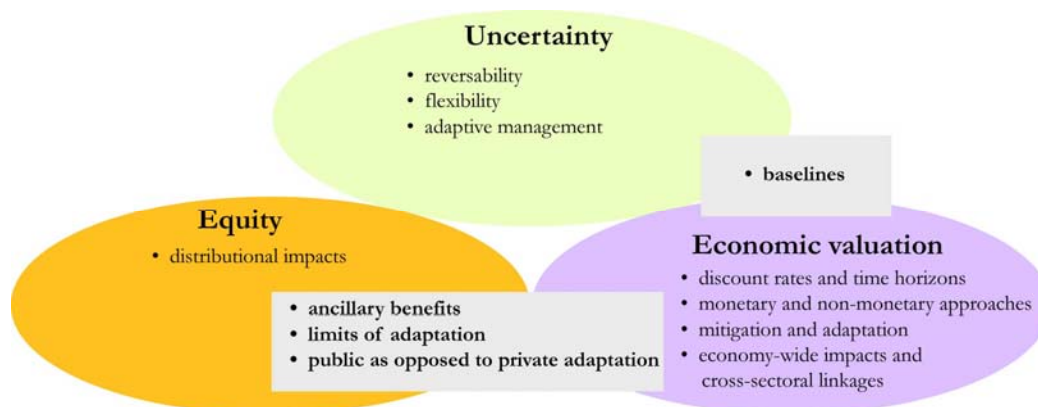 Uncertainty
• reversability
• flexibility
• adaptive management
• baselines
Equity
• distributional impacts
Economic valuation
• discount rates and time horizons
• monetary and non-monetary approaches
• mitigation and adaptation
• economy-wide impacts and
cross-sectoral linkages
• ancillary benefits
• limits of adaptation
• public as opposed to private adaptation